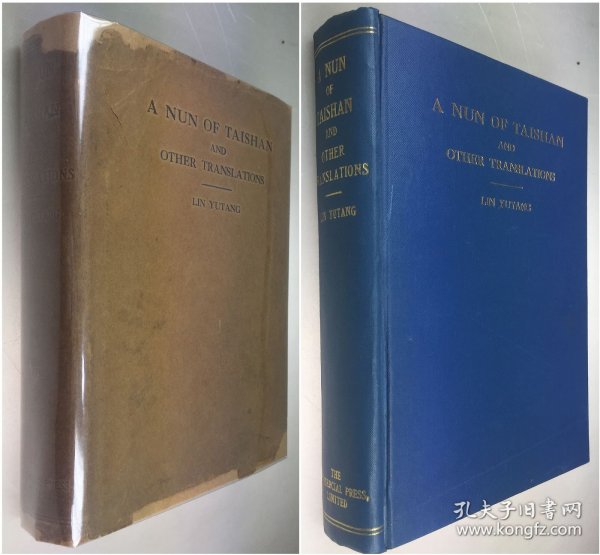 A NUN OF TAISHAN
AND
OTHER TRANSLATIONS
LIN YUTANG
A NUN
OF
TAISHAN
AND
OTHER
TRANSLATIONS
LIN YUTANG
THE
COMMERCIAL PRESS,
LIMITED
A NUN OF TAISHAN
AND
OTHER TRANSLATIONS
LIN YUTANG
孔夫子旧书网
www.kongfz.com